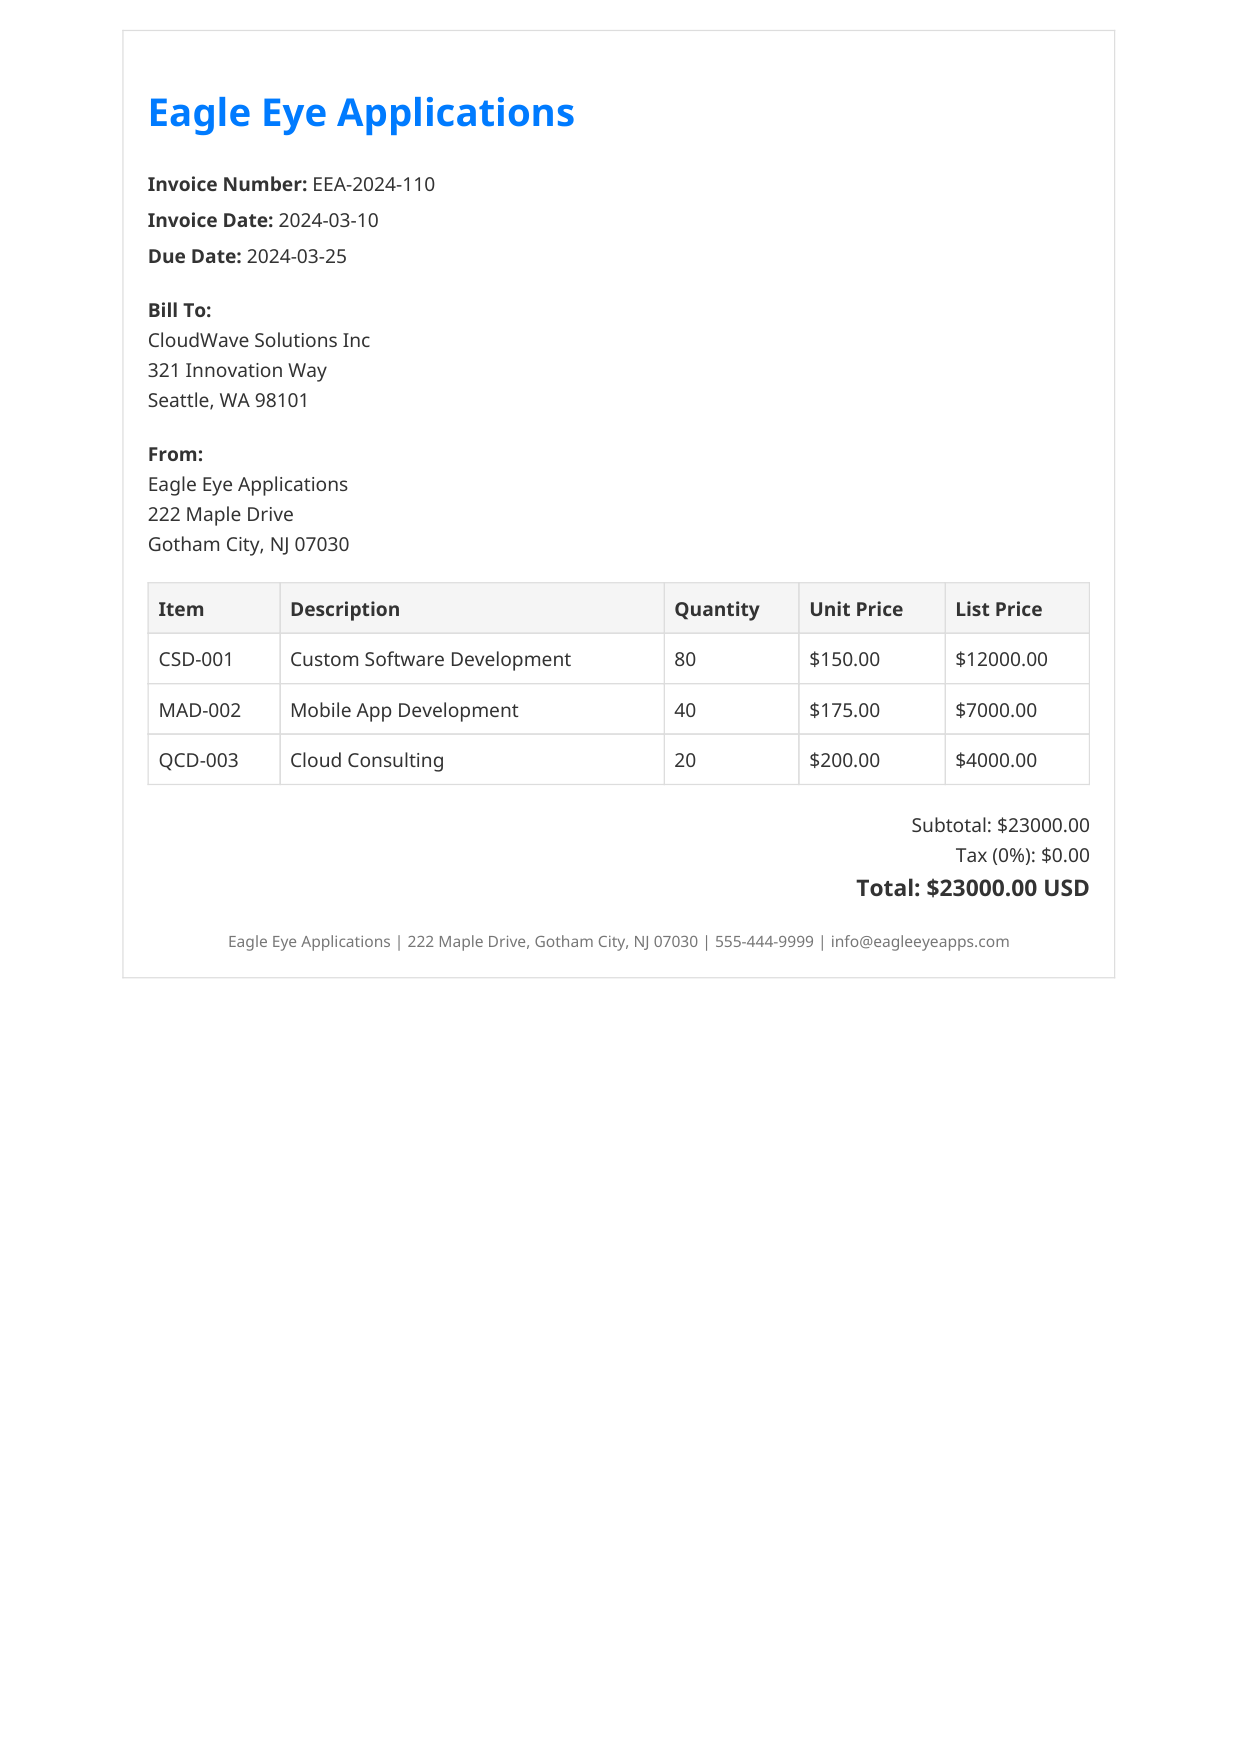 Eagle Eye Applications
Invoice Number: EEA-2024-110
Invoice Date: 2024-03-10
Due Date: 2024-03-25
Bill To:
CloudWave Solutions Inc
321 Innovation Way
Seattle, WA 98101
From:
Eagle Eye Applications
222 Maple Drive
Gotham City, NJ 07030
Item Description Quantity Unit Price List Price
CSD-001 Custom Software Development 80 $150.00 $12000.00
MAD-002 Mobile App Development 40 $175.00 $7000.00
QCD-003 Cloud Consulting 20 $200.00 $4000.00
Subtotal: $23000.00
Tax (0%): $0.00
Total: $23000.00 USD
Eagle Eye Applications | 222 Maple Drive, Gotham City, NJ 07030 | 555-444-9999 | info@eagleeyeapps.com